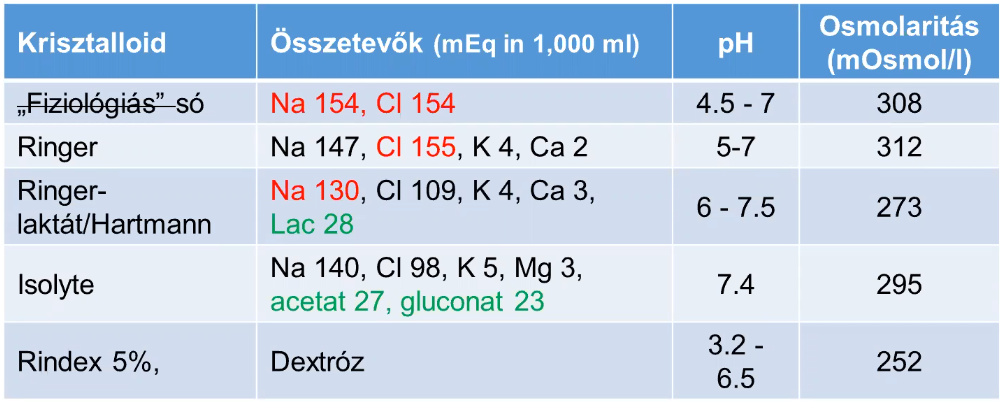 Krisztalloid
Összetevők (mEq in 1,000 ml)
pH
Osmolaritás
(mOsmol/l)
„Fiziológiás” só
Na 154, Cl 154
4.5 - 7
308
Ringer
Na 147, Cl 155, K 4, Ca 2
5-7
312
Ringer-
laktát/Hartmann
Na 130, Cl 109, K 4, Ca 3,
Lac 28
6 - 7.5
273
Isolyte
Na 140, Cl 98, K 5, Mg 3,
acetat 27, gluconat 23
7.4
295
Rindex 5%,
Dextróz
3.2 -
6.5
252